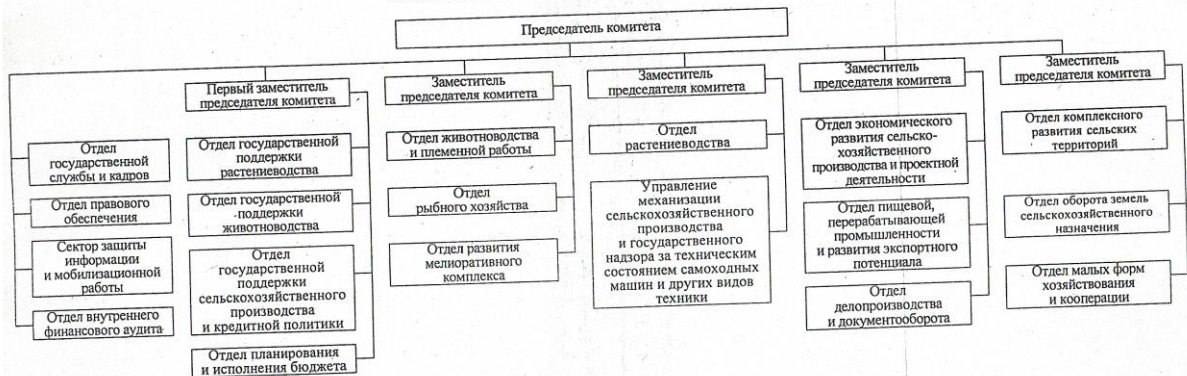 Председатель комитета
Первый заместитель
председателя комитета
Заместитель
председателя комитета
Заместитель
председателя комитета
Заместитель
председателя комитета
Заместитель
председателя комитета
Отдел
государственной
службы и кадров
Отдел правового
обеспечения
Сектор защиты
информации
и мобилизационной
работы
Отдел внутреннего
финансового аудита
Отдел государственной
поддержки
растениеводства
Отдел государственной
поддержки
животноводства
Отдел
государственной
поддержки
сельскохозяйственного
производства
и кредитной политики
Отдел планирования
и исполнения бюджета
Отдел животноводства
и племенной работы
Отдел
рыбного хозяйства
Отдел развития
мелиоративного
комплекса
Отдел
растениеводства
Управление
механизации
сельскохозяйственного
производства
и государственного
надзора за техническим
состоянием самоходных
машин и других видов
техники
Отдел экономического
развития сельско-
хозяйственного
производства и проектной
деятельности
Отдел пищевой,
перерабатывающей
промышленности
и развития экспортного
потенциала
Отдел
делопроизводства
и документооборота
Отдел комплексного
развития сельских
территорий
Отдел оборота земель
сельскохозяйственного
назначения
Отдел малых форм
хозяйствования
и кооперации